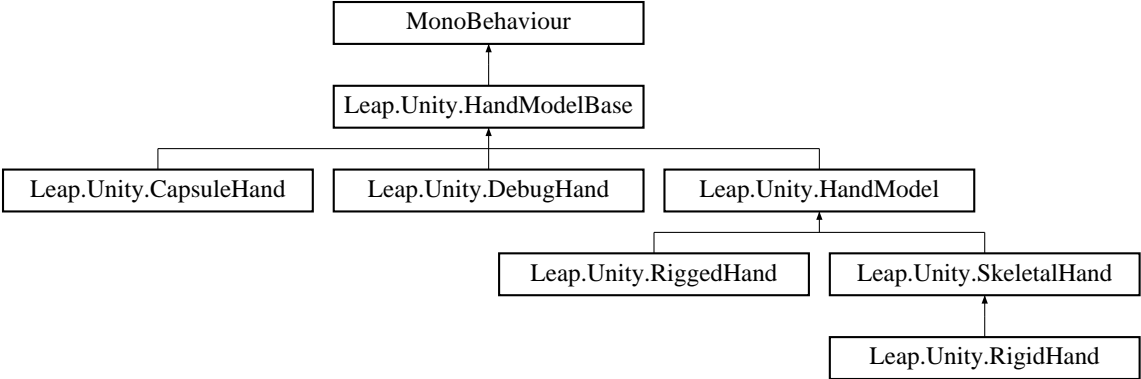 MonoBehaviour
Leap.Unity.HandModelBase
Leap.Unity.CapsuleHand
Leap.Unity.DebugHand
Leap.Unity.HandModel
Leap.Unity.RiggedHand
Leap.Unity.SkeletalHand
Leap.Unity.RigidHand